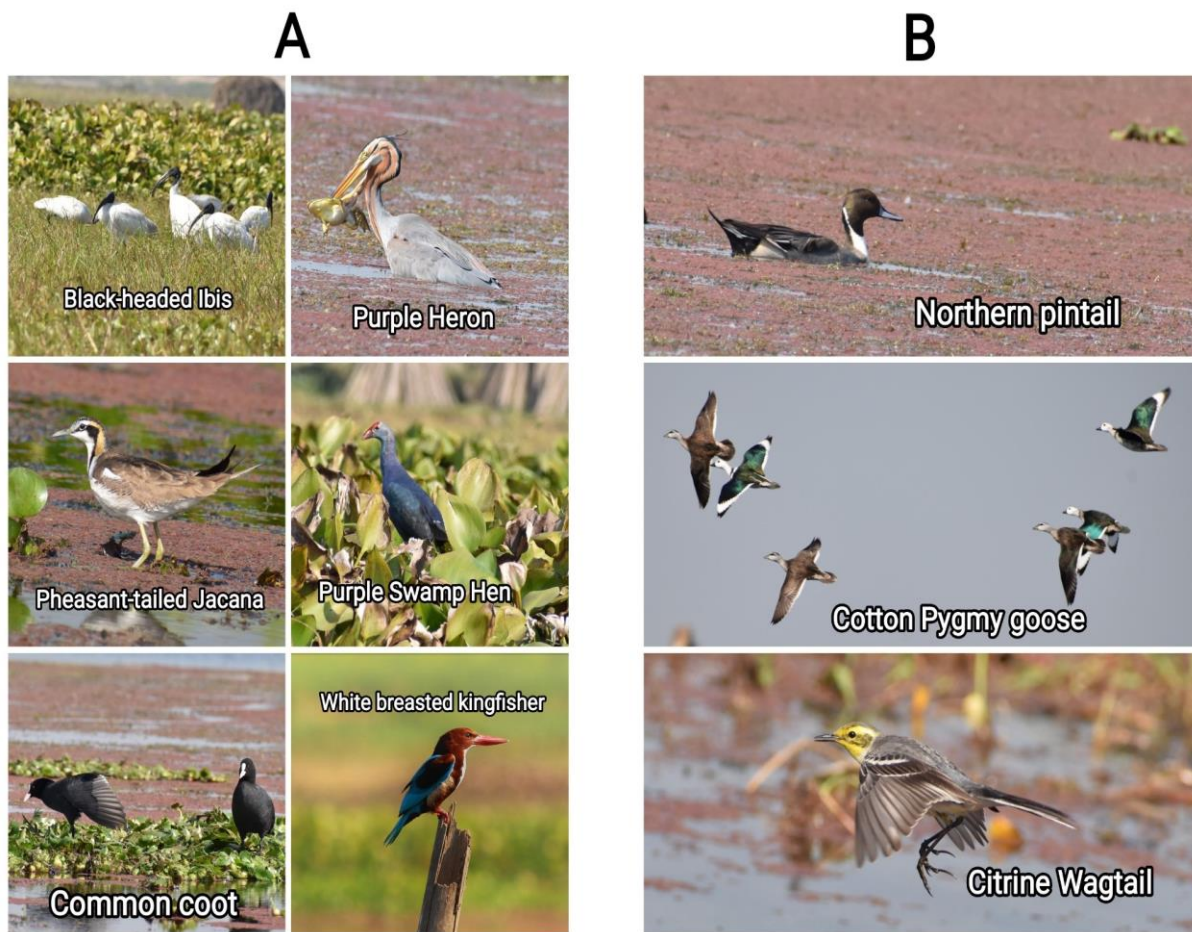 A
B
Black-headed Ibis
Purple Heron
Northern pintail
Pheasant-tailed Jacana
Purple Swamp Hen
Cotton Pygmy goose
Common coot
White breasted kingfisher
Citrine Wagtail